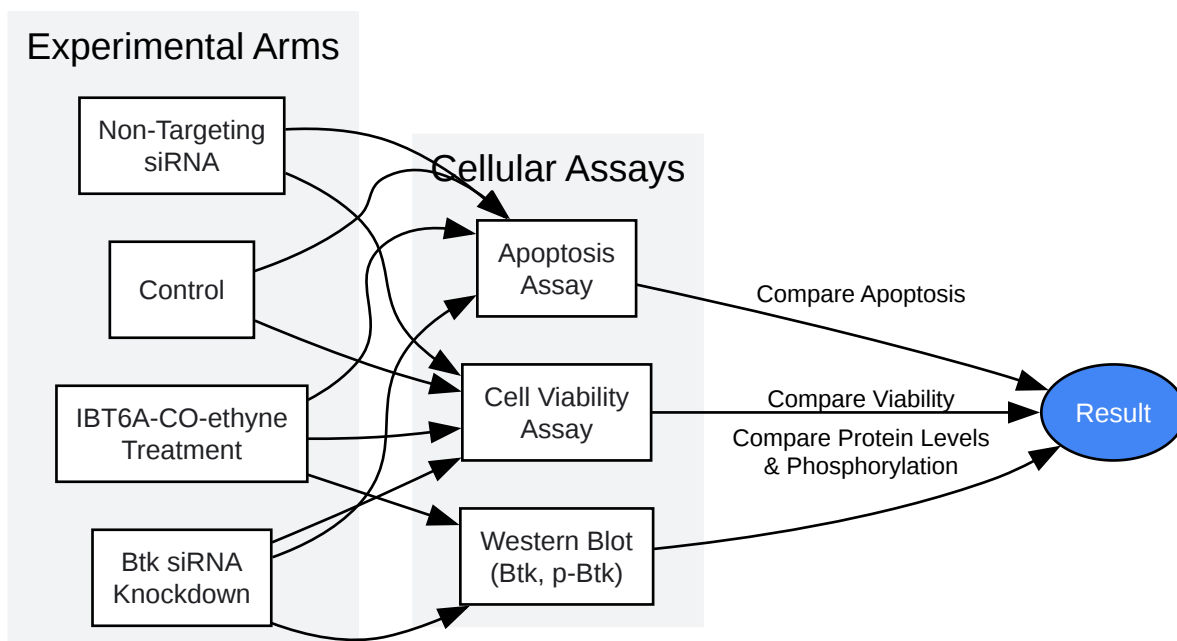 Experimental Arms
Non-Targeting
siRNA
Control
IBT6A-CO-ethyne
Treatment
Btk siRNA
Knockdown
Cellular Assays
Apoptosis
Assay
Cell Viability
Assay
Western Blot
(Btk, p-Btk)
Compare Apoptosis
Compare Viability
Compare Protein Levels
& Phosphorylation
Result